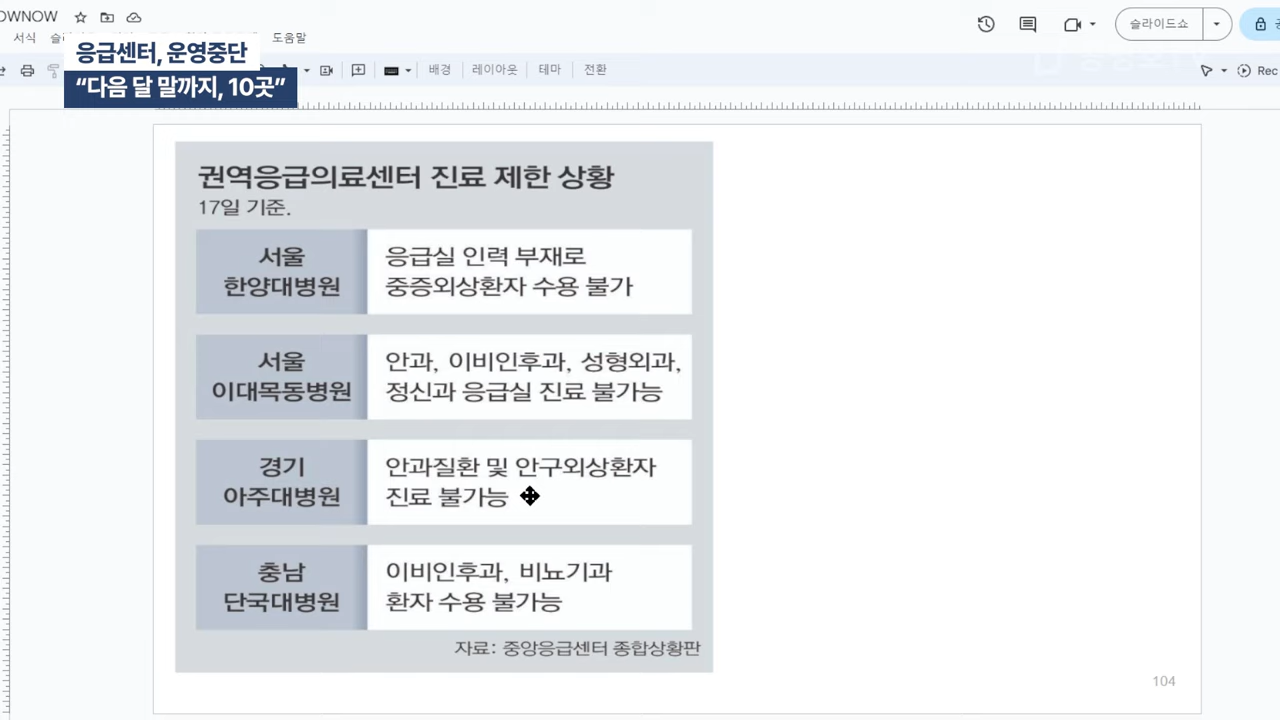 OWNOW
서식
도움말
슬라이드쇼
응급센터, 운영중단
“다음 달 말까지, 10곳”
배경
레이아웃
테마
전환
Rec
권역응급의료센터 진료 제한 상황
17일 기준.
서울
한양대병원
응급실 인력 부재로
중증외상환자 수용 불가
서울
이대목동병원
안과, 이비인후과, 성형외과,
정신과 응급실 진료 불가능
경기
아주대병원
안과질환 및 안구외상환자
진료 불가능
충남
단국대병원
이비인후과, 비뇨기과
환자 수용 불가능
자료: 중앙응급센터 종합상황판
104